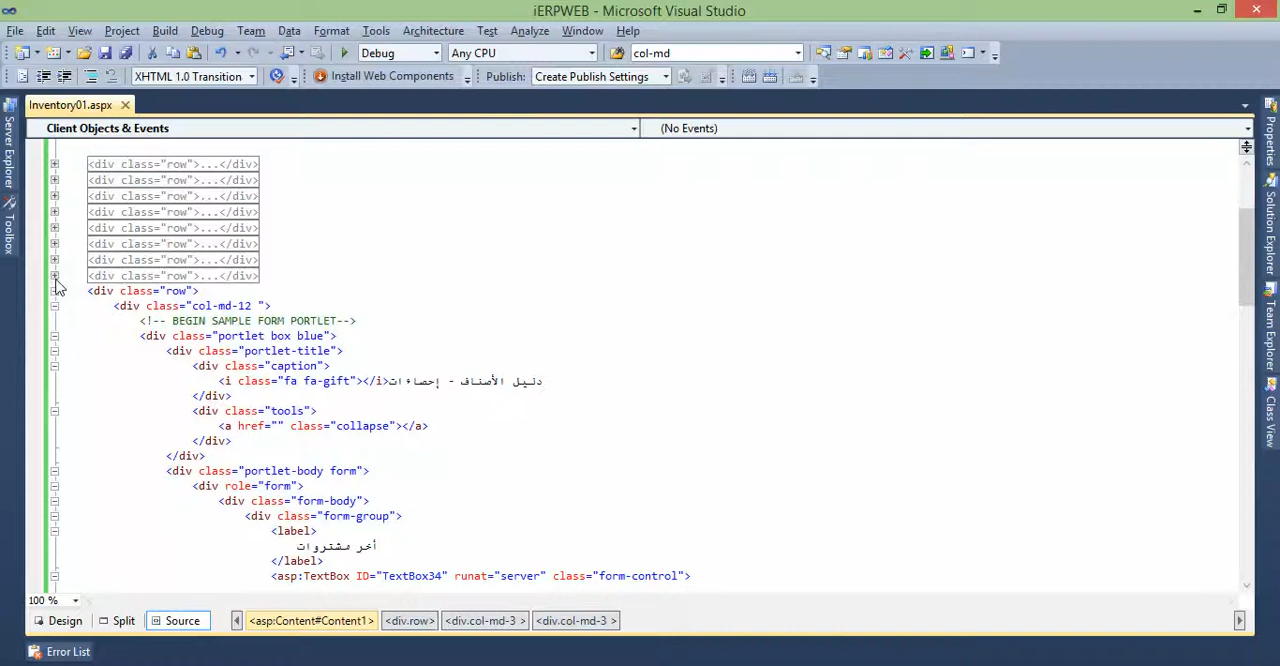 iERPWEB - Microsoft Visual Studio
File Edit View Project Build Debug Team Data Format Tools Architecture Test Analyze Window Help
Debug Any CPU col-md
XHTML 1.0 Transition Install Web Components Publish: Create Publish Settings
Inventory01.aspx
Client Objects & Events (No Events)
Server Explorer
Toolbox
Properties
Solution Explorer
Team Explorer
Class View
<div class="row">...</div>
<div class="row">...</div>
<div class="row">...</div>
<div class="row">...</div>
<div class="row">...</div>
<div class="row">...</div>
<div class="row">...</div>
<div class="row">...</div>
<div class="row">
<div class="col-md-12 ">
<!-- BEGIN SAMPLE FORM PORTLET-->
<div class="portlet box blue">
<div class="portlet-title">
<div class="caption">
<i class="fa fa-gift"></i>دليل الأصناف - إحصاءات
</div>
<div class="tools">
<a href="" class="collapse"></a>
</div>
</div>
<div class="portlet-body form">
<div role="form">
<div class="form-body">
<div class="form-group">
<label>
أخر مشتروات
</label>
<asp:TextBox ID="TextBox34" runat="server" class="form-control">
100 %
Design Split Source <asp:Content#Content1> <div.row> <div.col-md-3 > <div.col-md-3 >
Error List